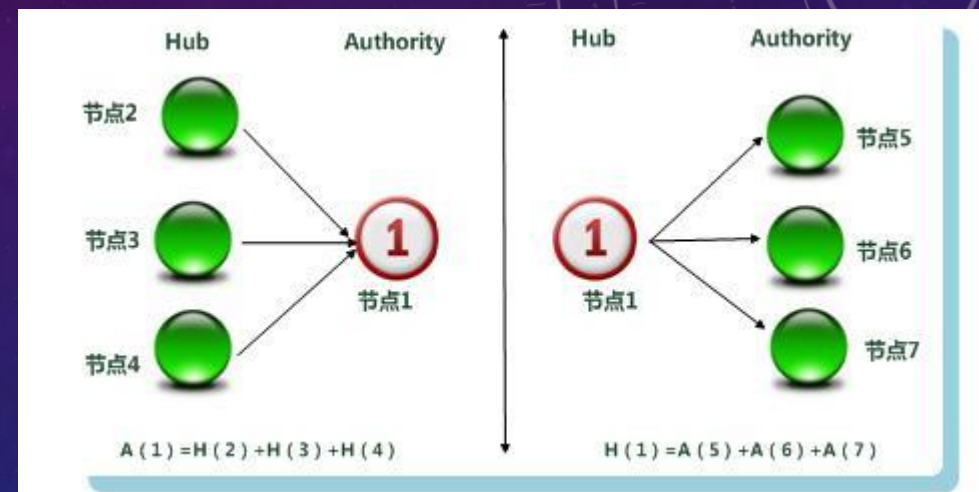 Hub
Authority
节点2
节点3
节点4
1
节点1
A(1)=H(2)+H(3)+H(4)
Hub
Authority
1
节点1
节点5
节点6
节点7
H(1)=A(5)+A(6)+A(7)